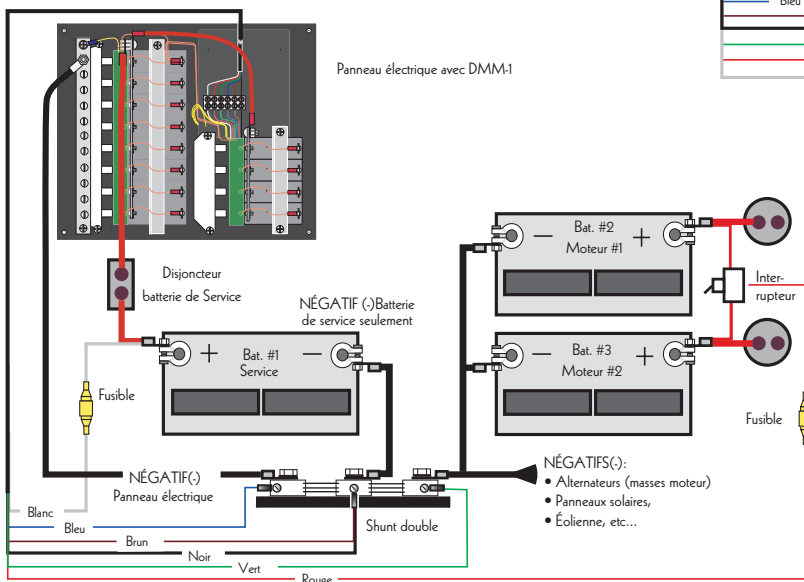 Bleu
Panneau électrique avec DMM-1
Disjoncteur
batterie de Service
NÉGATIF (-)Batterie
de service seulement
Bat. #2
Moteur #1
Inter-
rupteur
Bat. #1
Service
Bat. #3
Moteur #2
Fusible
Fusible
NÉGATIF(-)
Panneau électrique
NÉGATIFS(-):
• Alternateurs (masses moteur)
• Panneaux solaires,
• Éolienne, etc...
Shunt double
Blanc
Bleu
Brun
Noir
Vert
Rouge